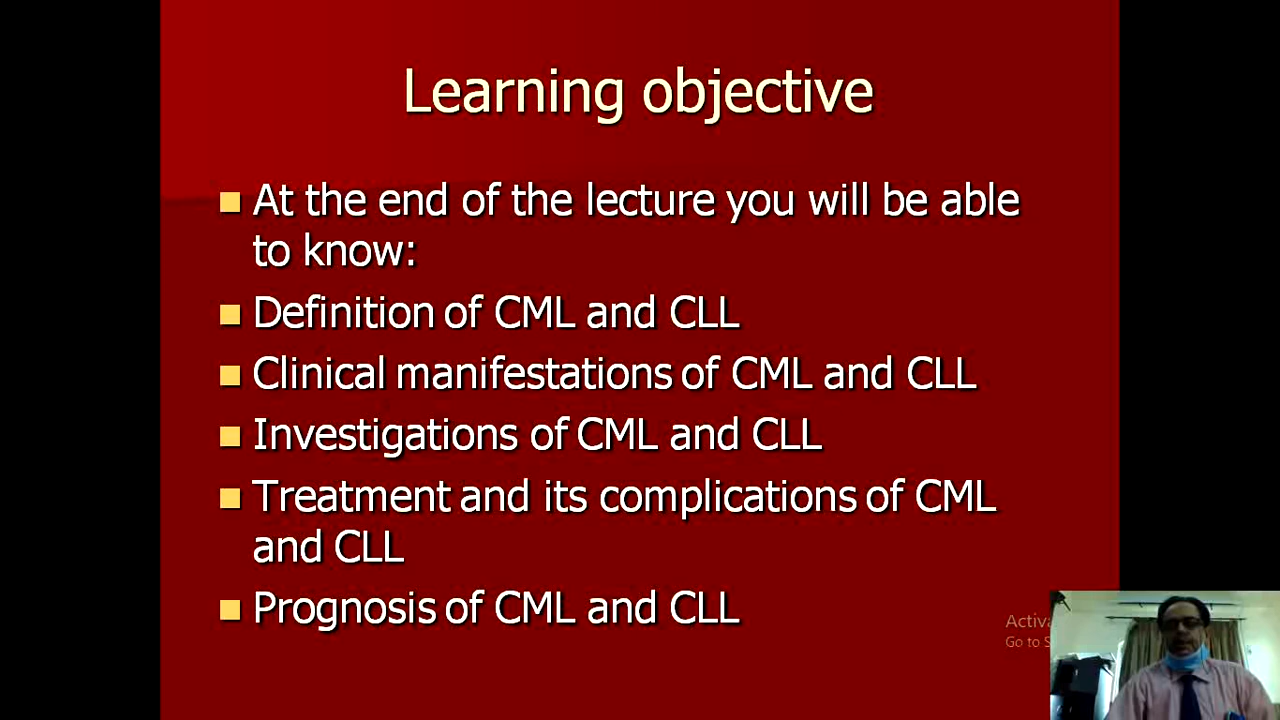 Learning objective
At the end of the lecture you will be able
to know:
Definition of CML and CLL
Clinical manifestations of CML and CLL
Investigations of CML and CLL
Treatment and its complications of CML
and CLL
Prognosis of CML and CLL
Go to